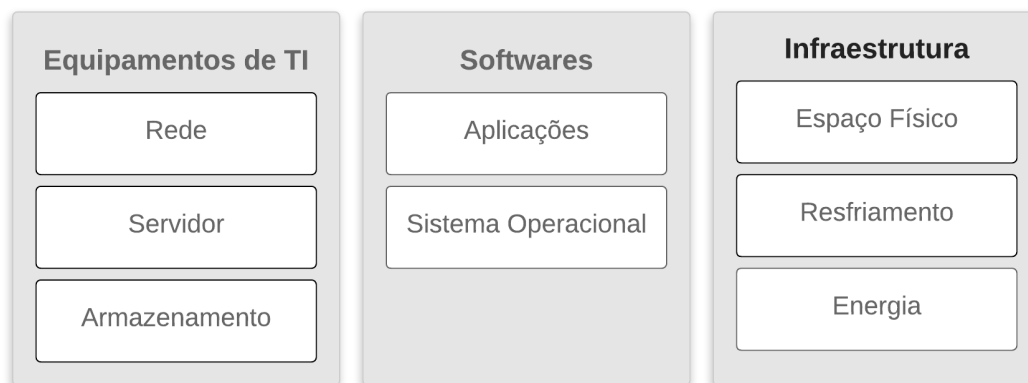 Equipamentos de TI
Rede
Servidor
Armazenamento
Softwares
Aplicações
Sistema Operacional
Infraestrutura
Espaço Físico
Resfriamento
Energia